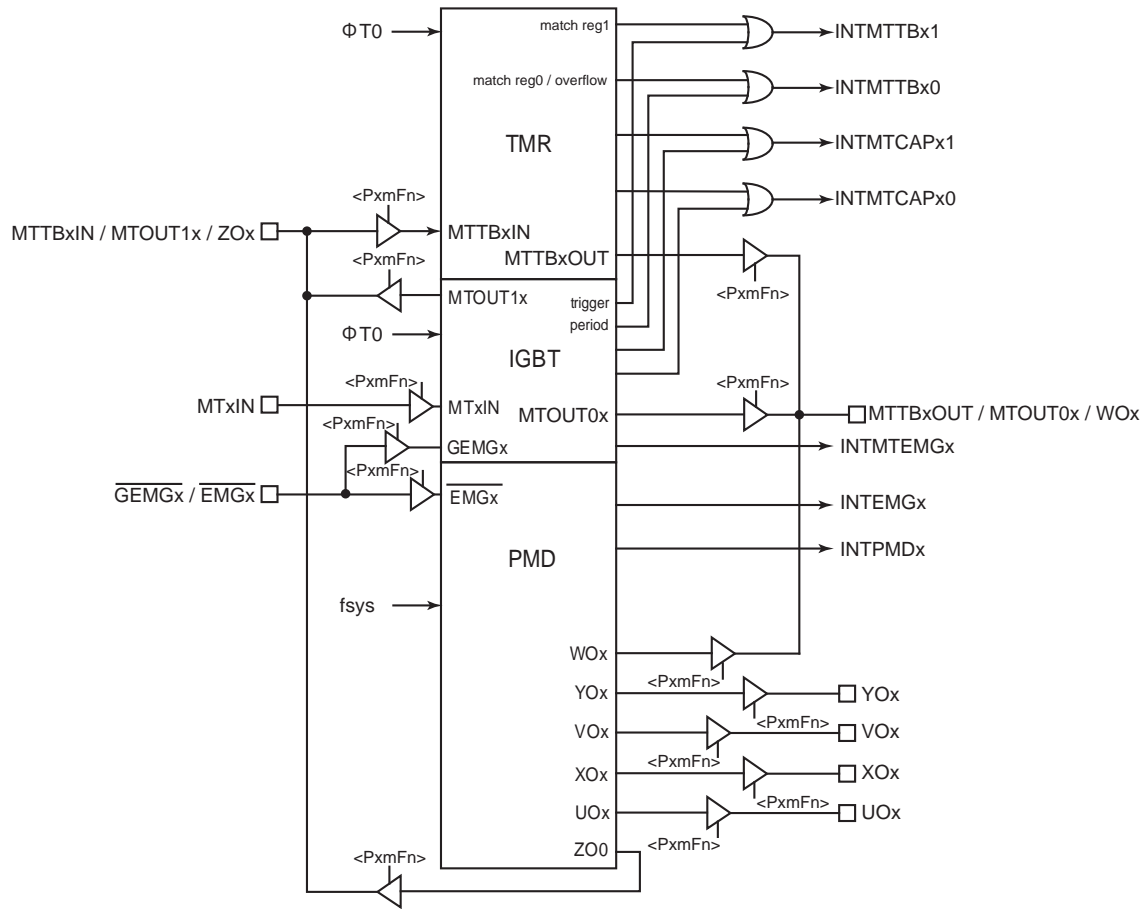 ΦT0
match reg1
INTMTTBx1
match reg0 / overflow
INTMTTBx0
TMR
INTMTCAPx1
<PxmFn>
INTMTCAPx0
MTTBxIN / MTOUT1x / ZOx
MTTBxIN
MTTBxOUT
<PxmFn>
<PxmFn>
MTOUT1x
trigger
period
ΦT0
IGBT
<PxmFn>
<PxmFn>
MTxIN
MTxIN
MTOUT0x
MTTBxOUT / MTOUT0x / WOx
<PxmFn>
GEMGx
INTMTEMGx
<PxmFn>
GEMGx / EMGx
EMGx
INTEMGx
PMD
INTPMDx
fsys
WOx
<PxmFn>
YOx
YOx
<PxmFn>
VOx
VOx
<PxmFn>
XOx
XOx
<PxmFn>
UOx
UOx
<PxmFn>
ZO0
<PxmFn>